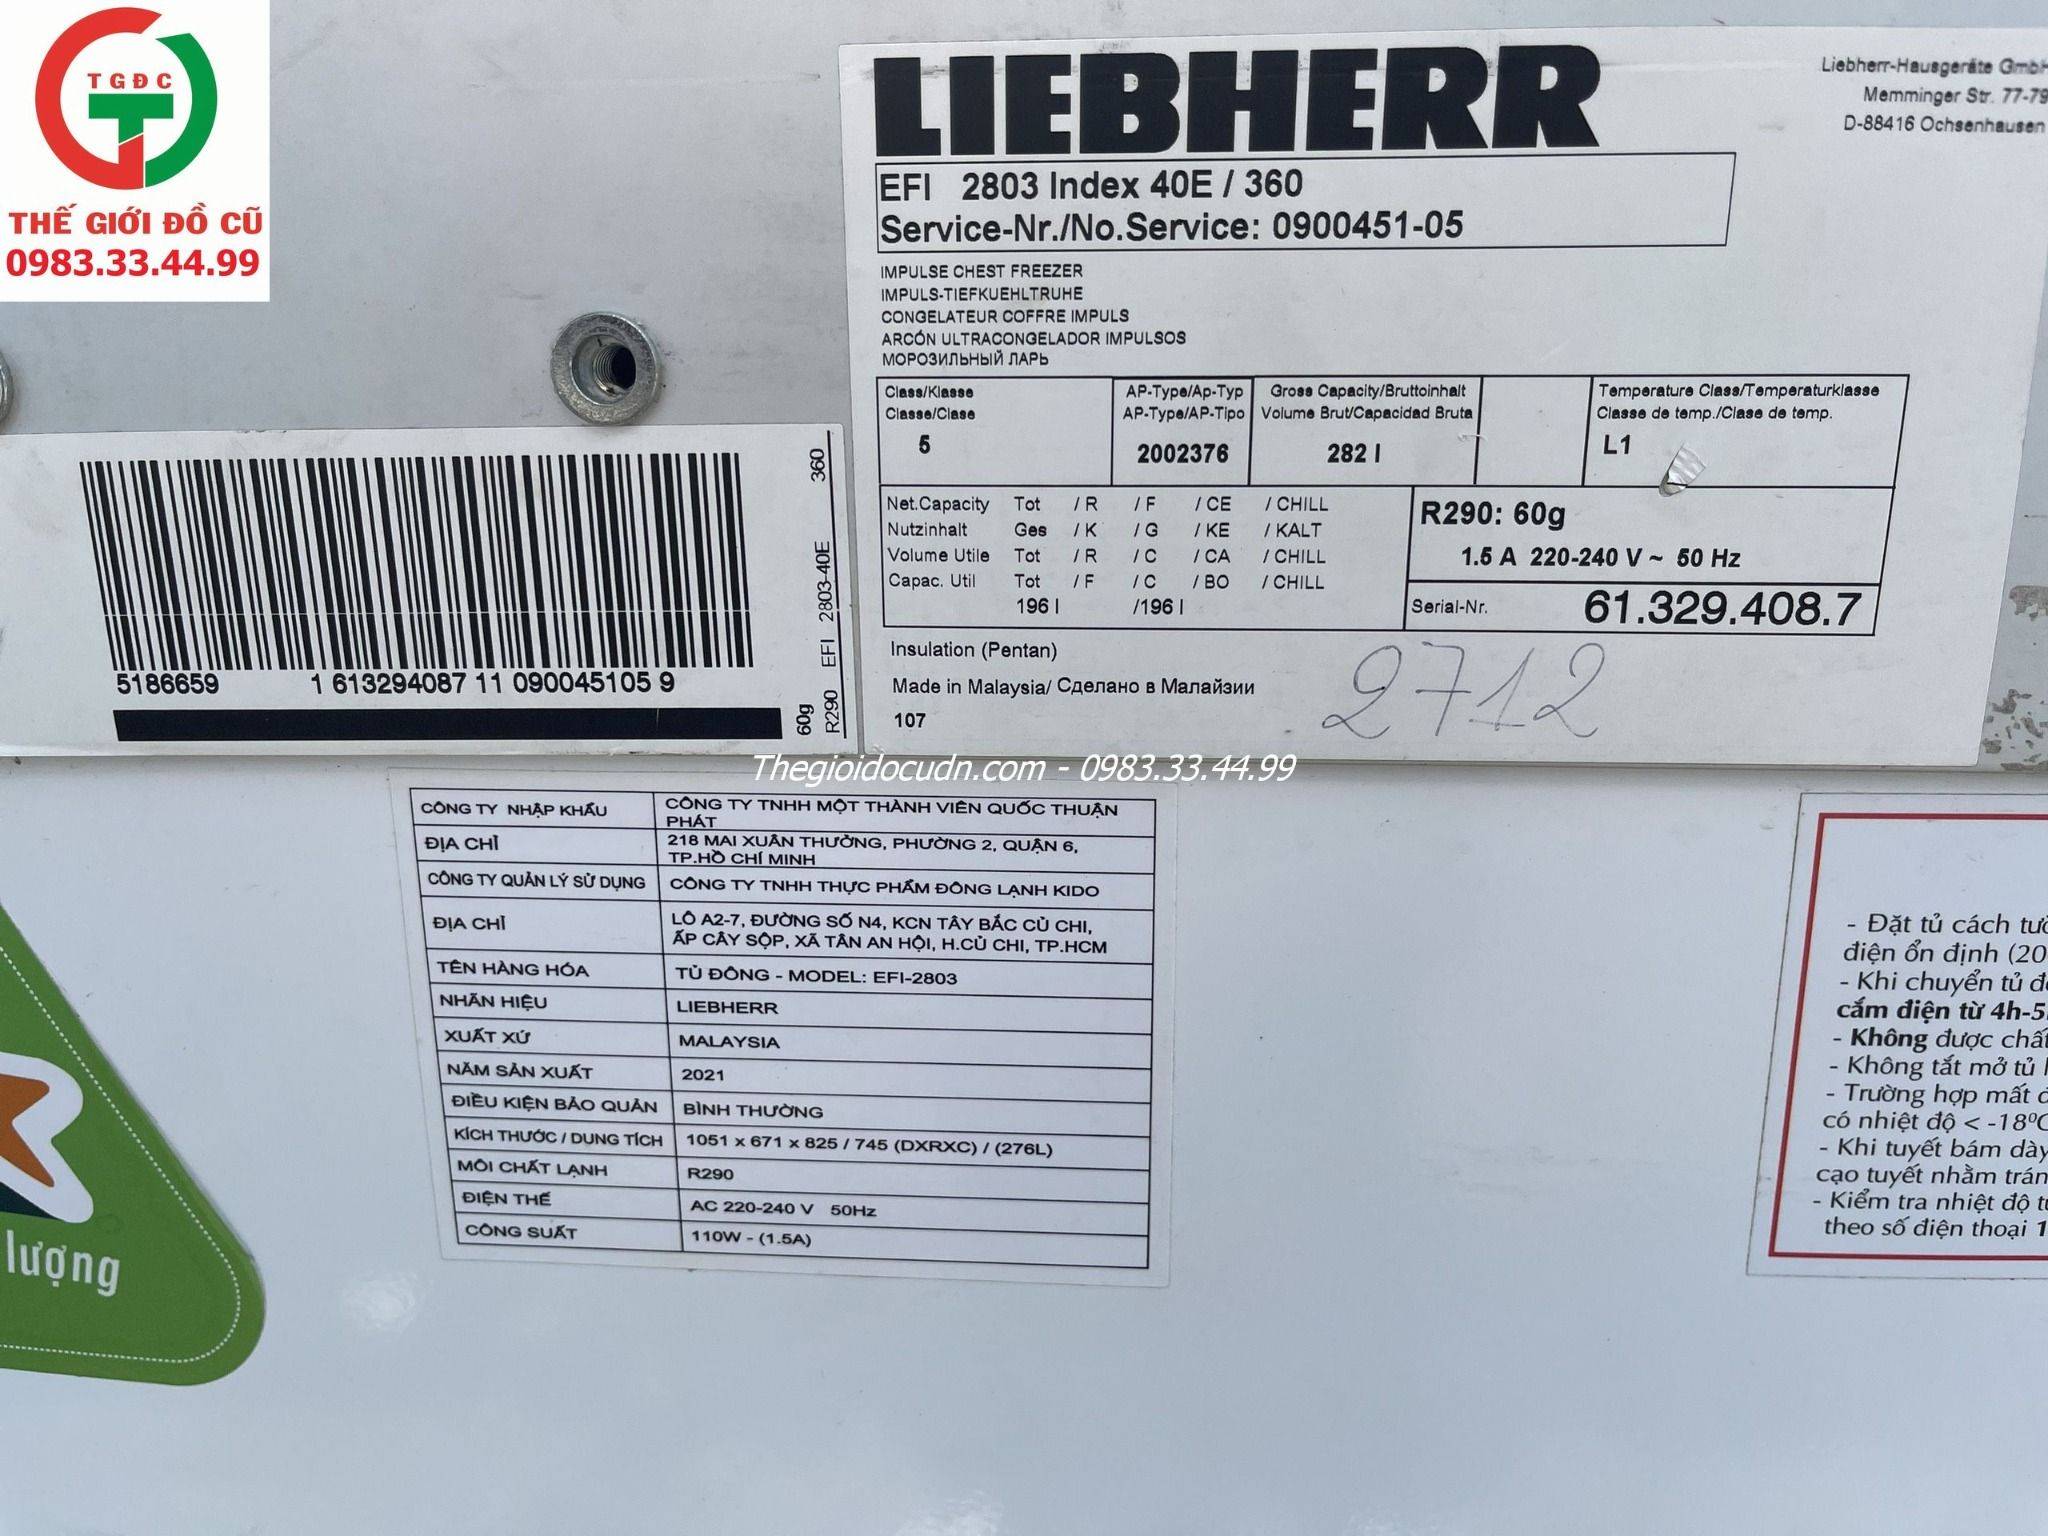 TGĐC
THẾ GIỚI ĐỒ CŨ
0983.33.44.99
LIEBHERR
Liebherr-Hausgeräte GmbH
Memminger Str. 77-79
D-88416 Ochsenhausen
EFI 2803 Index 40E / 360
Service-Nr./No.Service: 0900451-05
IMPULSE CHEST FREEZER
IMPULS-TIEFKUEHLTRUHE
CONGELATEUR COFFRE IMPULS
ARCÓN ULTRACONGELADOR IMPULSOS
МОРОЗИЛЬНЫЙ ЛАРЬ
Class/Klasse
Classe/Clase
5
AP-Type/Ap-Typ
AP-Type/AP-Tipo
2002376
Gross Capacity/Bruttoinhalt
Volume Brut/Capacidad Bruta
282 l
Temperature Class/Temperaturklasse
Classe de temp./Clase de temp.
L1
Net.Capacity Tot / R / F / CE / CHILL
Nutzinhalt Ges / K / G / KE / KALT
Volume Utile Tot / R / C / CA / CHILL
Capac. Util Tot / F / C / BO / CHILL
196 l /196 l
R290: 60g
1.5 A 220-240 V ~ 50 Hz
Serial-Nr. 61.329.408.7
Insulation (Pentan)
Made in Malaysia/ Сделано в Малайзии
107
2712
5186659 1 613294087 11 090045105 9
60g
R290 EFI 2803-40E 360
Thegioidocudn.com - 0983.33.44.99
CÔNG TY NHẬP KHẨU CÔNG TY TNHH MỘT THÀNH VIÊN QUỐC THUẬN
PHÁT
ĐỊA CHỈ 218 MAI XUÂN THƯỞNG, PHƯỜNG 2, QUẬN 6,
TP.HỒ CHÍ MINH
CÔNG TY QUẢN LÝ SỬ DỤNG CÔNG TY TNHH THỰC PHẨM ĐÔNG LẠNH KIDO
ĐỊA CHỈ LÔ A2-7, ĐƯỜNG SỐ N4, KCN TÂY BẮC CỦ CHI,
ẤP CÂY SỘP, XÃ TÂN AN HỘI, H.CỦ CHI, TP.HCM
TÊN HÀNG HÓA TỦ ĐÔNG - MODEL: EFI-2803
NHÃN HIỆU LIEBHERR
XUẤT XỨ MALAYSIA
NĂM SẢN XUẤT 2021
ĐIỀU KIỆN BẢO QUẢN BÌNH THƯỜNG
KÍCH THƯỚC / DUNG TÍCH 1051 x 671 x 825 / 745 (DXRXC) / (276L)
MÔI CHẤT LẠNH R290
ĐIỆN THẾ AC 220-240 V 50Hz
CÔNG SUẤT 110W - (1.5A)
lượng
- Đặt tủ cách
điện ổn định (20
- Khi chuyển tủ
cắm điện từ 4h-5
- Không được
- Không tắt mở tủ
- Trường hợp mất
có nhiệt độ < -18⁰C
- Khi tuyết bám dày
cạo tuyết nhằm
- Kiểm tra nhiệt độ
theo số điện thoại 1